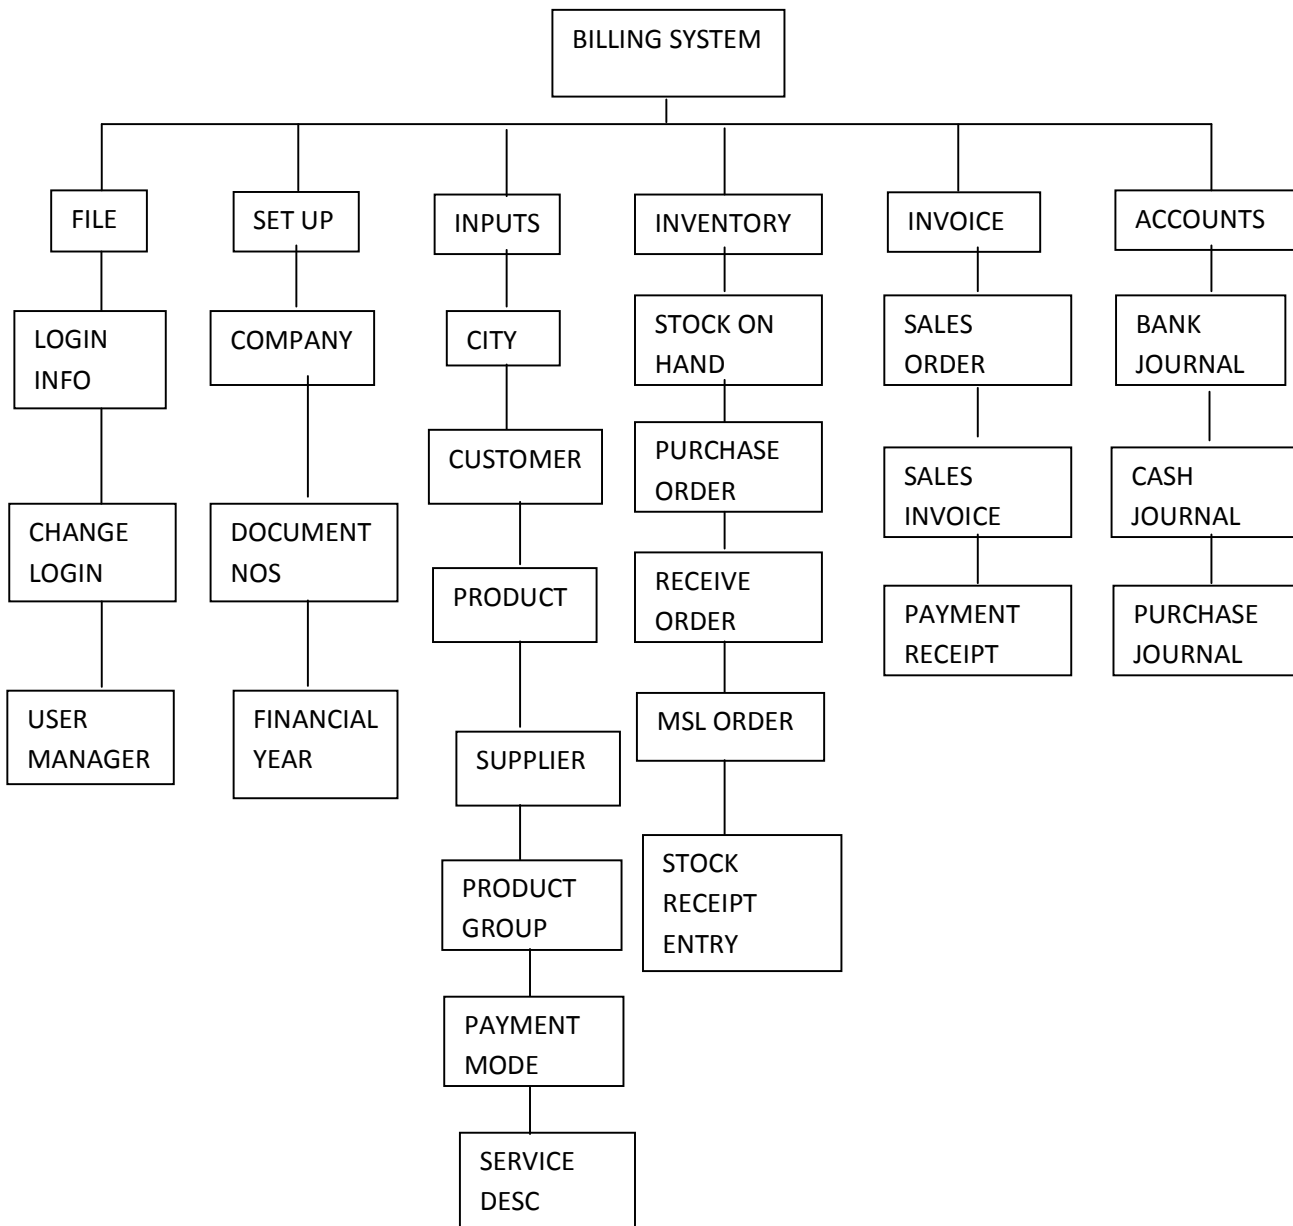 BILLING SYSTEM
FILE
SET UP
INPUTS
INVENTORY
INVOICE
ACCOUNTS
LOGIN
INFO
COMPANY
CITY
STOCK ON
HAND
SALES
ORDER
BANK
JOURNAL
CUSTOMER
PURCHASE
ORDER
SALES
INVOICE
CASH
JOURNAL
CHANGE
LOGIN
DOCUMENT
NOS
PRODUCT
RECEIVE
ORDER
PAYMENT
RECEIPT
PURCHASE
JOURNAL
USER
MANAGER
FINANCIAL
YEAR
SUPPLIER
MSL ORDER
PRODUCT
GROUP
STOCK
RECEIPT
ENTRY
PAYMENT
MODE
SERVICE
DESC